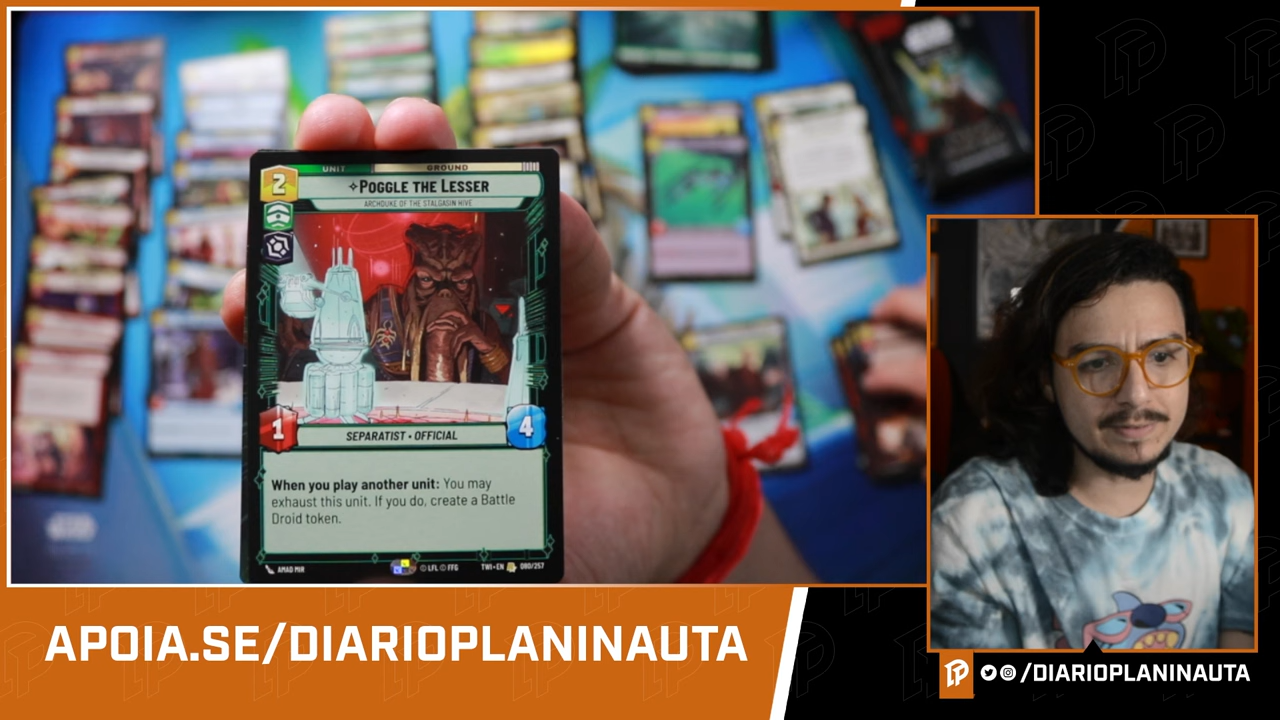 UNIT GROUND
2
POGGLE THE LESSER
ARCHDUKE OF THE STALGASIN HIVE
1
SEPARATIST • OFFICIAL
4
When you play another unit: You may
exhaust this unit. If you do, create a Battle
Droid token.
AMAD MIR
© LFL © FFG
TWI • EN
080/257
APOIA.SE/DIARIOPLANINAUTA
/DIARIOPLANINAUTA